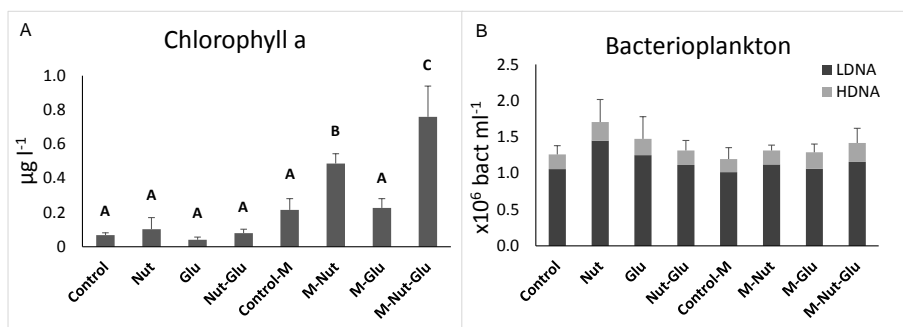 A
Chlorophyll a
µg l⁻¹
1.0
0.8
0.6
0.4
0.2
0
A
A
A
A
A
B
A
C
Control
Nut
Glu
Nut-Glu
Control-M
M-Nut
M-Glu
M-Nut-Glu
B
Bacterioplankton
x10⁶ bact ml⁻¹
2.5
2.0
1.5
1.0
0.5
0.0
LDNA
HDNA
Control
Nut
Glu
Nut-Glu
Control-M
M-Nut
M-Glu
M-Nut-Glu